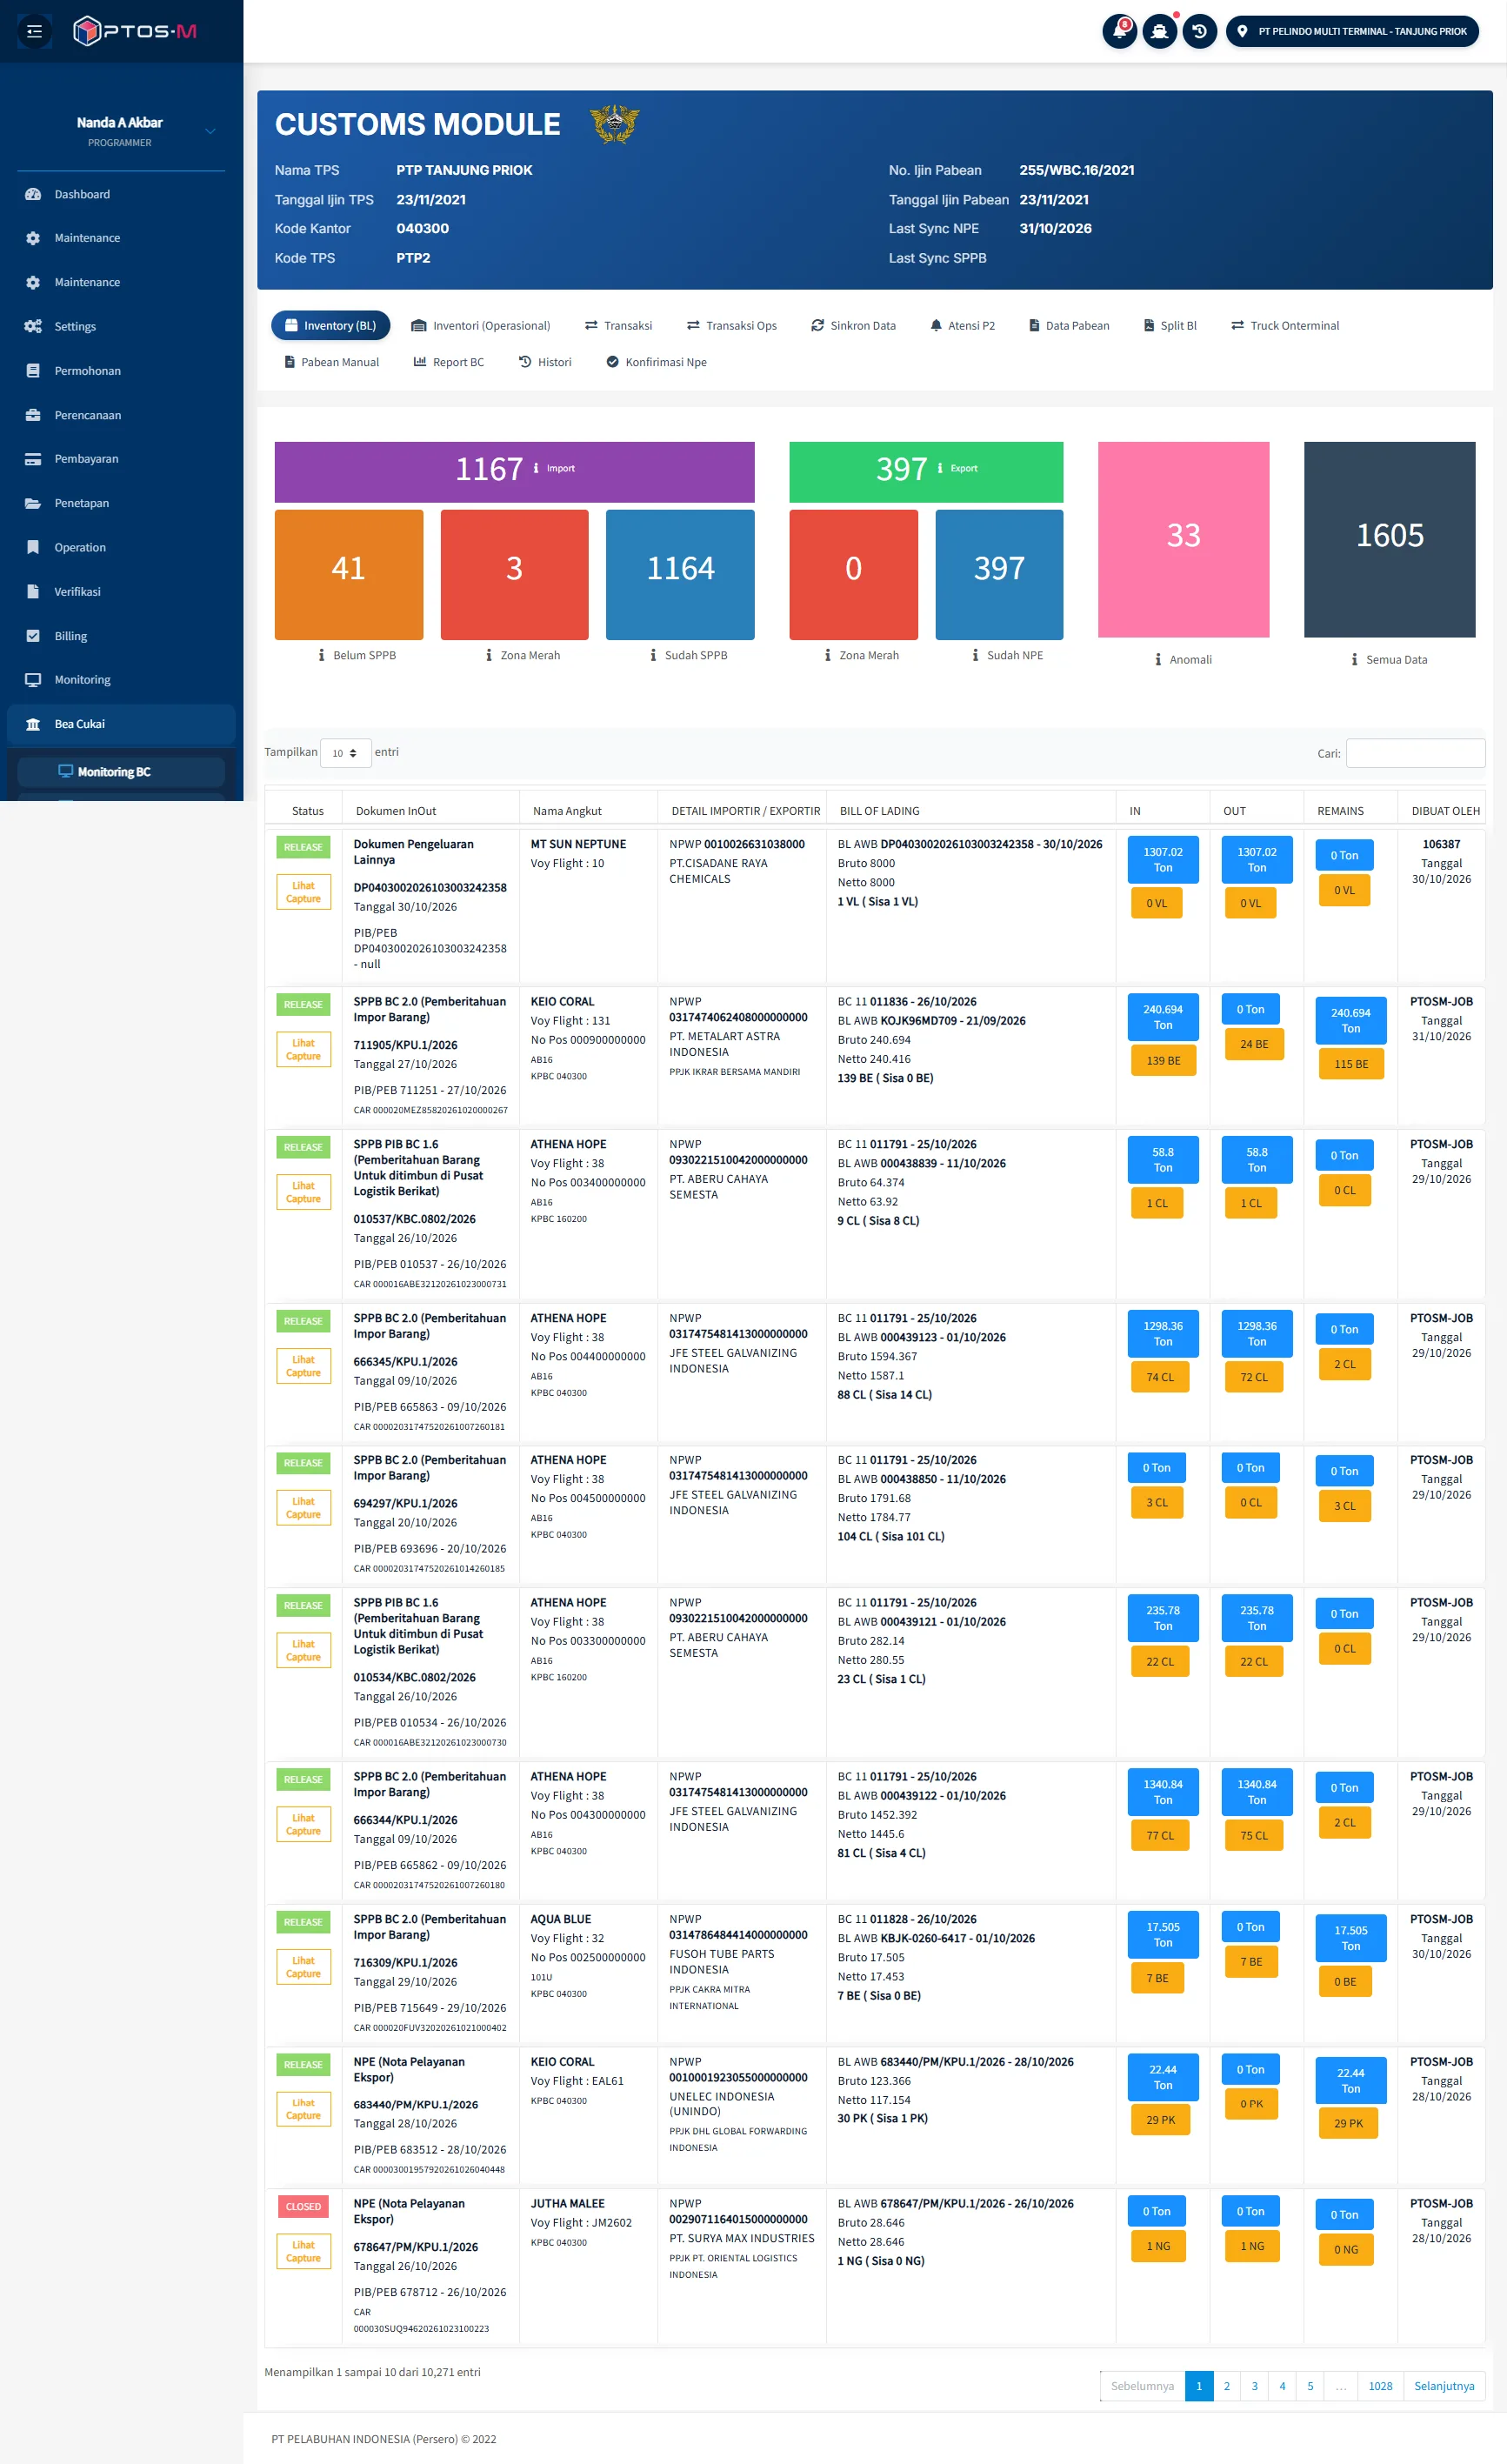 PTOS-M
8
PT PELINDO MULTI TERMINAL - TANJUNG PRIOK
Nanda A Akbar
PROGRAMMER
Dashboard
Maintenance
Maintenance
Settings
Permohonan
Perencanaan
Pembayaran
Penetapan
Operation
Verifikasi
Billing
Monitoring
Bea Cukai
Monitoring BC
CUSTOMS MODULE
Nama TPS PTP TANJUNG PRIOK
Tanggal Ijin TPS 23/11/2021
Kode Kantor 040300
Kode TPS PTP2
No. Ijin Pabean 255/WBC.16/2021
Tanggal Ijin Pabean 23/11/2021
Last Sync NPE 31/10/2026
Last Sync SPPB
Inventory (BL) Inventori (Operasional) Transaksi Transaksi Ops Sinkron Data Atensi P2 Data Pabean Split Bl Truck Onterminal
Pabean Manual Report BC Histori Konfirimasi Npe
1167 Import
41 Belum SPPB
3 Zona Merah
1164 Sudah SPPB
397 Export
0 Zona Merah
397 Sudah NPE
33 Anomali
1605 Semua Data
Tampilkan 10 entri
Cari:
Status Dokumen InOut Nama Angkut DETAIL IMPORTIR / EXPORTIR BILL OF LADING IN OUT REMAINS DIBUAT OLEH
RELEASE
Lihat
Capture
Dokumen Pengeluaran
Lainnya
DP0403002026103003242358
Tanggal 30/10/2026
PIB/PEB
DP0403002026103003242358
- null
MT SUN NEPTUNE
Voy Flight : 10
NPWP 0010026631038000
PT.CISADANE RAYA
CHEMICALS
BL AWB DP0403002026103003242358 - 30/10/2026
Bruto 8000
Netto 8000
1 VL ( Sisa 1 VL)
1307.02
Ton
0 VL
1307.02
Ton
0 VL
0 Ton
0 VL
106387
Tanggal
30/10/2026
RELEASE
Lihat
Capture
SPPB BC 2.0 (Pemberitahuan
Impor Barang)
711905/KPU.1/2026
Tanggal 27/10/2026
PIB/PEB 711251 - 27/10/2026
CAR 000020MEZ85820261020000267
KEIO CORAL
Voy Flight : 131
No Pos 000900000000
AB16
KPBC 040300
NPWP
0317474062408000000000
PT. METALART ASTRA
INDONESIA
PPJK IKRAR BERSAMA MANDIRI
BC 11 011836 - 26/10/2026
BL AWB KOJK96MD709 - 21/09/2026
Bruto 240.694
Netto 240.416
139 BE ( Sisa 0 BE)
240.694
Ton
139 BE
0 Ton
24 BE
240.694
Ton
115 BE
PTOSM-JOB
Tanggal
31/10/2026
RELEASE
Lihat
Capture
SPPB PIB BC 1.6
(Pemberitahuan Barang
Untuk ditimbun di Pusat
Logistik Berikat)
010537/KBC.0802/2026
Tanggal 26/10/2026
PIB/PEB 010537 - 26/10/2026
CAR 000016ABE32120261023000731
ATHENA HOPE
Voy Flight : 38
No Pos 003400000000
AB16
KPBC 160200
NPWP
0930221510042000000000
PT. ABERU CAHAYA
SEMESTA
BC 11 011791 - 25/10/2026
BL AWB 000438839 - 11/10/2026
Bruto 64.374
Netto 63.92
9 CL ( Sisa 8 CL)
58.8
Ton
1 CL
58.8
Ton
1 CL
0 Ton
0 CL
PTOSM-JOB
Tanggal
29/10/2026
RELEASE
Lihat
Capture
SPPB BC 2.0 (Pemberitahuan
Impor Barang)
666345/KPU.1/2026
Tanggal 09/10/2026
PIB/PEB 665863 - 09/10/2026
CAR 00002031747520261007260181
ATHENA HOPE
Voy Flight : 38
No Pos 004400000000
AB16
KPBC 040300
NPWP
0317475481413000000000
JFE STEEL GALVANIZING
INDONESIA
BC 11 011791 - 25/10/2026
BL AWB 000439123 - 01/10/2026
Bruto 1594.367
Netto 1587.1
88 CL ( Sisa 14 CL)
1298.36
Ton
74 CL
1298.36
Ton
72 CL
0 Ton
2 CL
PTOSM-JOB
Tanggal
29/10/2026
RELEASE
Lihat
Capture
SPPB BC 2.0 (Pemberitahuan
Impor Barang)
694297/KPU.1/2026
Tanggal 20/10/2026
PIB/PEB 693696 - 20/10/2026
CAR 00002031747520261014260185
ATHENA HOPE
Voy Flight : 38
No Pos 004500000000
AB16
KPBC 040300
NPWP
0317475481413000000000
JFE STEEL GALVANIZING
INDONESIA
BC 11 011791 - 25/10/2026
BL AWB 000438850 - 11/10/2026
Bruto 1791.68
Netto 1784.77
104 CL ( Sisa 101 CL)
0 Ton
3 CL
0 Ton
0 CL
0 Ton
3 CL
PTOSM-JOB
Tanggal
29/10/2026
RELEASE
Lihat
Capture
SPPB PIB BC 1.6
(Pemberitahuan Barang
Untuk ditimbun di Pusat
Logistik Berikat)
010534/KBC.0802/2026
Tanggal 26/10/2026
PIB/PEB 010534 - 26/10/2026
CAR 000016ABE32120261023000730
ATHENA HOPE
Voy Flight : 38
No Pos 003300000000
AB16
KPBC 160200
NPWP
0930221510042000000000
PT. ABERU CAHAYA
SEMESTA
BC 11 011791 - 25/10/2026
BL AWB 000439121 - 01/10/2026
Bruto 282.14
Netto 280.55
23 CL ( Sisa 1 CL)
235.78
Ton
22 CL
235.78
Ton
22 CL
0 Ton
0 CL
PTOSM-JOB
Tanggal
29/10/2026
RELEASE
Lihat
Capture
SPPB BC 2.0 (Pemberitahuan
Impor Barang)
666344/KPU.1/2026
Tanggal 09/10/2026
PIB/PEB 665862 - 09/10/2026
CAR 00002031747520261007260180
ATHENA HOPE
Voy Flight : 38
No Pos 004300000000
AB16
KPBC 040300
NPWP
0317475481413000000000
JFE STEEL GALVANIZING
INDONESIA
BC 11 011791 - 25/10/2026
BL AWB 000439122 - 01/10/2026
Bruto 1452.392
Netto 1445.6
81 CL ( Sisa 4 CL)
1340.84
Ton
77 CL
1340.84
Ton
75 CL
0 Ton
2 CL
PTOSM-JOB
Tanggal
29/10/2026
RELEASE
Lihat
Capture
SPPB BC 2.0 (Pemberitahuan
Impor Barang)
716309/KPU.1/2026
Tanggal 29/10/2026
PIB/PEB 715649 - 29/10/2026
CAR 000020FUV32020261021000402
AQUA BLUE
Voy Flight : 32
No Pos 002500000000
101U
KPBC 040300
NPWP
0314786484414000000000
FUSOH TUBE PARTS
INDONESIA
PPJK CAKRA MITRA
INTERNATIONAL
BC 11 011828 - 26/10/2026
BL AWB KBJK-0260-6417 - 01/10/2026
Bruto 17.505
Netto 17.453
7 BE ( Sisa 0 BE)
17.505
Ton
7 BE
0 Ton
7 BE
17.505
Ton
0 BE
PTOSM-JOB
Tanggal
30/10/2026
RELEASE
Lihat
Capture
NPE (Nota Pelayanan
Ekspor)
683440/PM/KPU.1/2026
Tanggal 28/10/2026
PIB/PEB 683512 - 28/10/2026
CAR 00003001957920261026040448
KEIO CORAL
Voy Flight : EAL61
KPBC 040300
NPWP
0010001923055000000000
UNELEC INDONESIA
(UNINDO)
PPJK DHL GLOBAL FORWARDING
INDONESIA
BL AWB 683440/PM/KPU.1/2026 - 28/10/2026
Bruto 123.366
Netto 117.154
30 PK ( Sisa 1 PK)
22.44
Ton
29 PK
0 Ton
0 PK
22.44
Ton
29 PK
PTOSM-JOB
Tanggal
28/10/2026
CLOSED
Lihat
Capture
NPE (Nota Pelayanan
Ekspor)
678647/PM/KPU.1/2026
Tanggal 26/10/2026
PIB/PEB 678712 - 26/10/2026
CAR
000030SUQ94620261023100223
JUTHA MALEE
Voy Flight : JM2602
KPBC 040300
NPWP
0029071164015000000000
PT. SURYA MAX INDUSTRIES
PPJK PT. ORIENTAL LOGISTICS
INDONESIA
BL AWB 678647/PM/KPU.1/2026 - 26/10/2026
Bruto 28.646
Netto 28.646
1 NG ( Sisa 0 NG)
0 Ton
1 NG
0 Ton
1 NG
0 Ton
0 NG
PTOSM-JOB
Tanggal
28/10/2026
Menampilkan 1 sampai 10 dari 10,271 entri
Sebelumnya 1 2 3 4 5 … 1028 Selanjutnya
PT PELABUHAN INDONESIA (Persero) © 2022